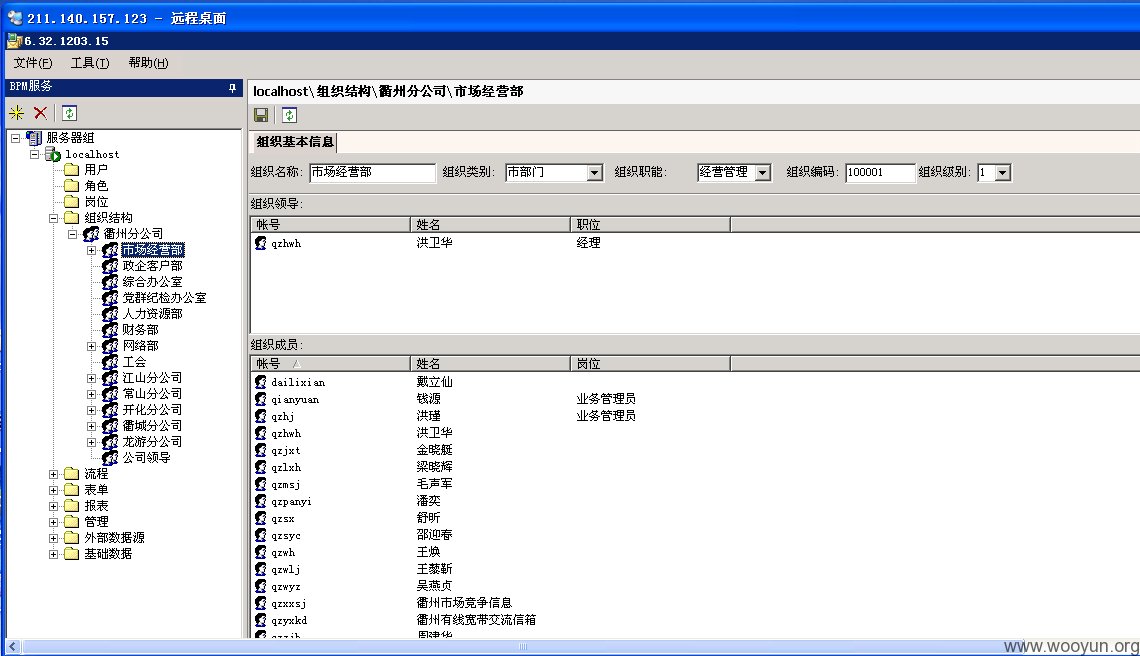 211.140.157.123 - 远程桌面
6.32.1203.15
文件(F) 工具(T) 帮助(H)
BPM服务
localhost\组织结构\衢州分公司\市场经营部
服务器组
localhost
用户
角色
岗位
组织结构
衢州分公司
市场经营部
政企客户部
综合办公室
党群纪检办公室
人力资源部
财务部
网络部
工会
江山分公司
常山分公司
开化分公司
衢城分公司
龙游分公司
公司领导
流程
表单
报表
管理
外部数据源
基础数据
组织基本信息
组织名称: 市场经营部 组织类别: 市部门 组织职能: 经营管理 组织编码: 100001 组织级别: 1
组织领导:
帐号 姓名 职位
qzhwh 洪卫华 经理
组织成员:
帐号 姓名 岗位
dailixian 戴立仙
qianyuan 钱源 业务管理员
qzhj 洪瑾 业务管理员
qzhwh 洪卫华
qzjxt 金晓艇
qzlxh 梁晓辉
qzmsj 毛声军
qzpanyi 潘奕
qzsx 舒昕
qzsyc 邵迎春
qzwh 王焕
qzwlj 王藜靳
qzwyz 吴燕贞
qzxxsj 衢州市场竞争信息
qzyxkd 衢州有线宽带交流信箱
周建华
www.wooyun.org